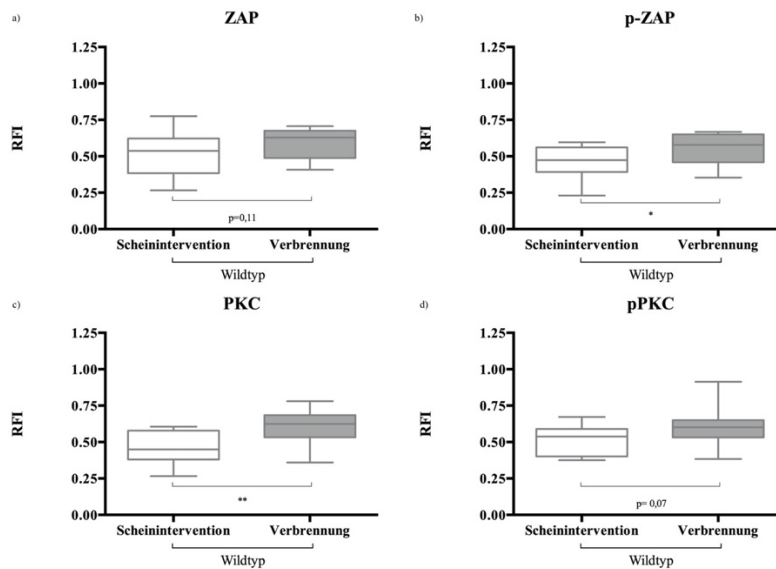 a)
ZAP
RFI
1.25
1.00
0.75
0.50
0.25
0.00
p=0,11
Scheinintervention Verbrennung
Wildtyp
b)
p-ZAP
RFI
1.25
1.00
0.75
0.50
0.25
0.00
*
Scheinintervention Verbrennung
Wildtyp
c)
PKC
RFI
1.25
1.00
0.75
0.50
0.25
0.00
**
Scheinintervention Verbrennung
Wildtyp
d)
pPKC
RFI
1.25
1.00
0.75
0.50
0.25
0.00
p= 0,07
Scheinintervention Verbrennung
Wildtyp